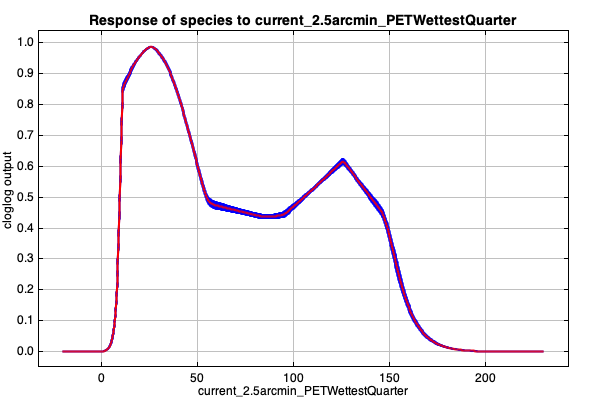 Response of species to current_2.5arcmin_PETWettestQuarter
1.0
0.9
0.8
0.7
0.6
0.5
0.4
0.3
0.2
0.1
0.0
cloglog output
0 50 100 150 200
current_2.5arcmin_PETWettestQuarter